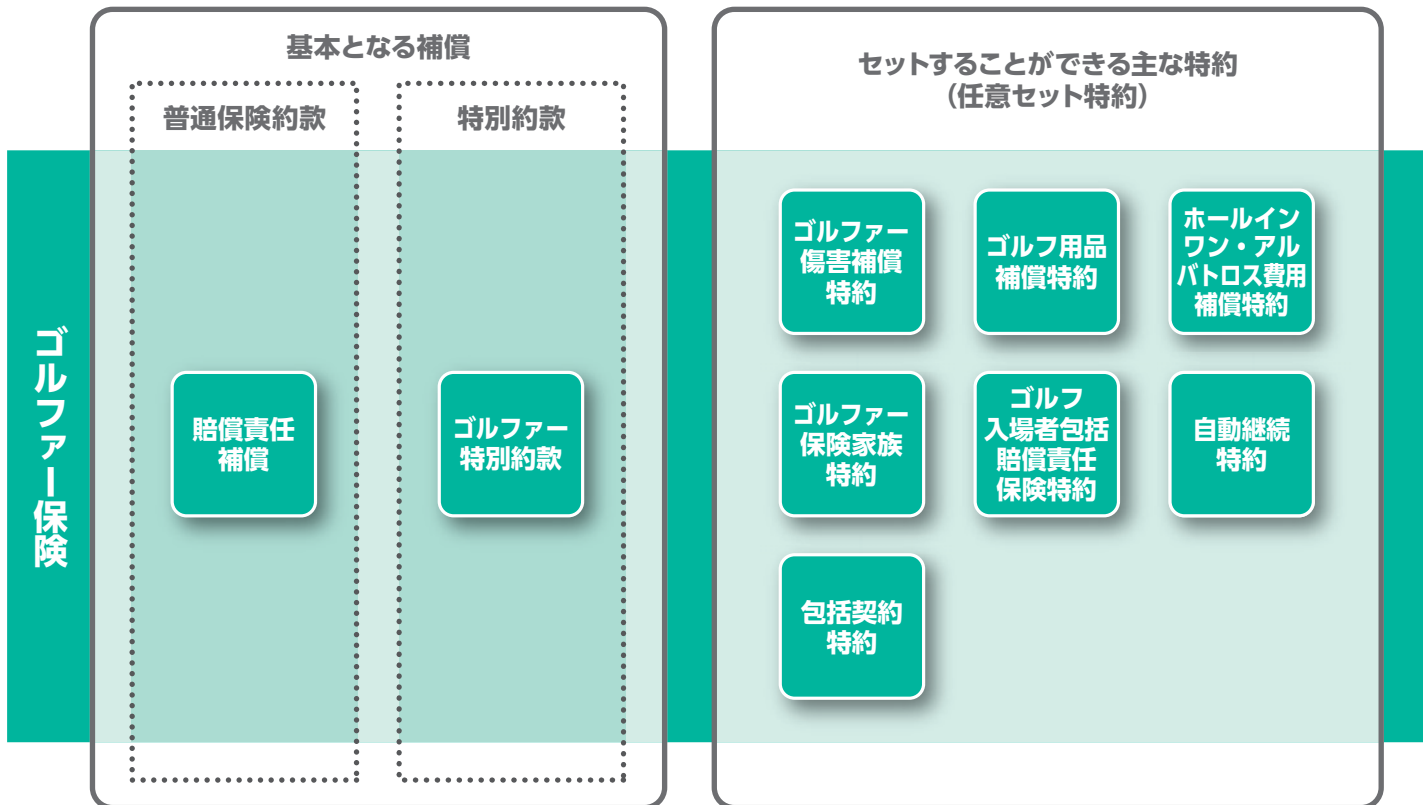 基本となる補償
普通保険約款
特別約款
セットすることができる主な特約
（任意セット特約）
ゴルファー保険
賠償責任
補償
ゴルファー
特別約款
ゴルファー
傷害補償
特約
ゴルフ用品
補償特約
ホールイン
ワン・アル
バトロス費用
補償特約
ゴルファー
保険家族
特約
ゴルフ
入場者包括
賠償責任
保険特約
自動継続
特約
包括契約
特約